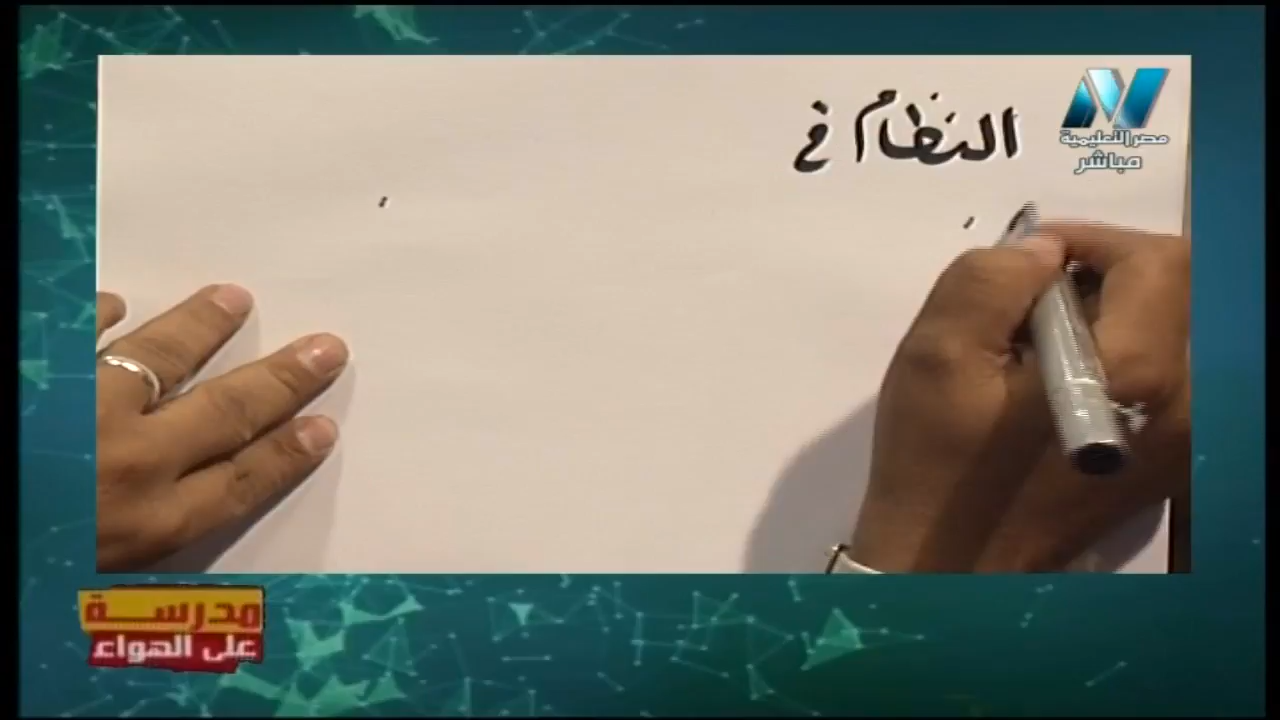 النظام في
مصر التعليمية
مباشر
مدرسة
على الهواء